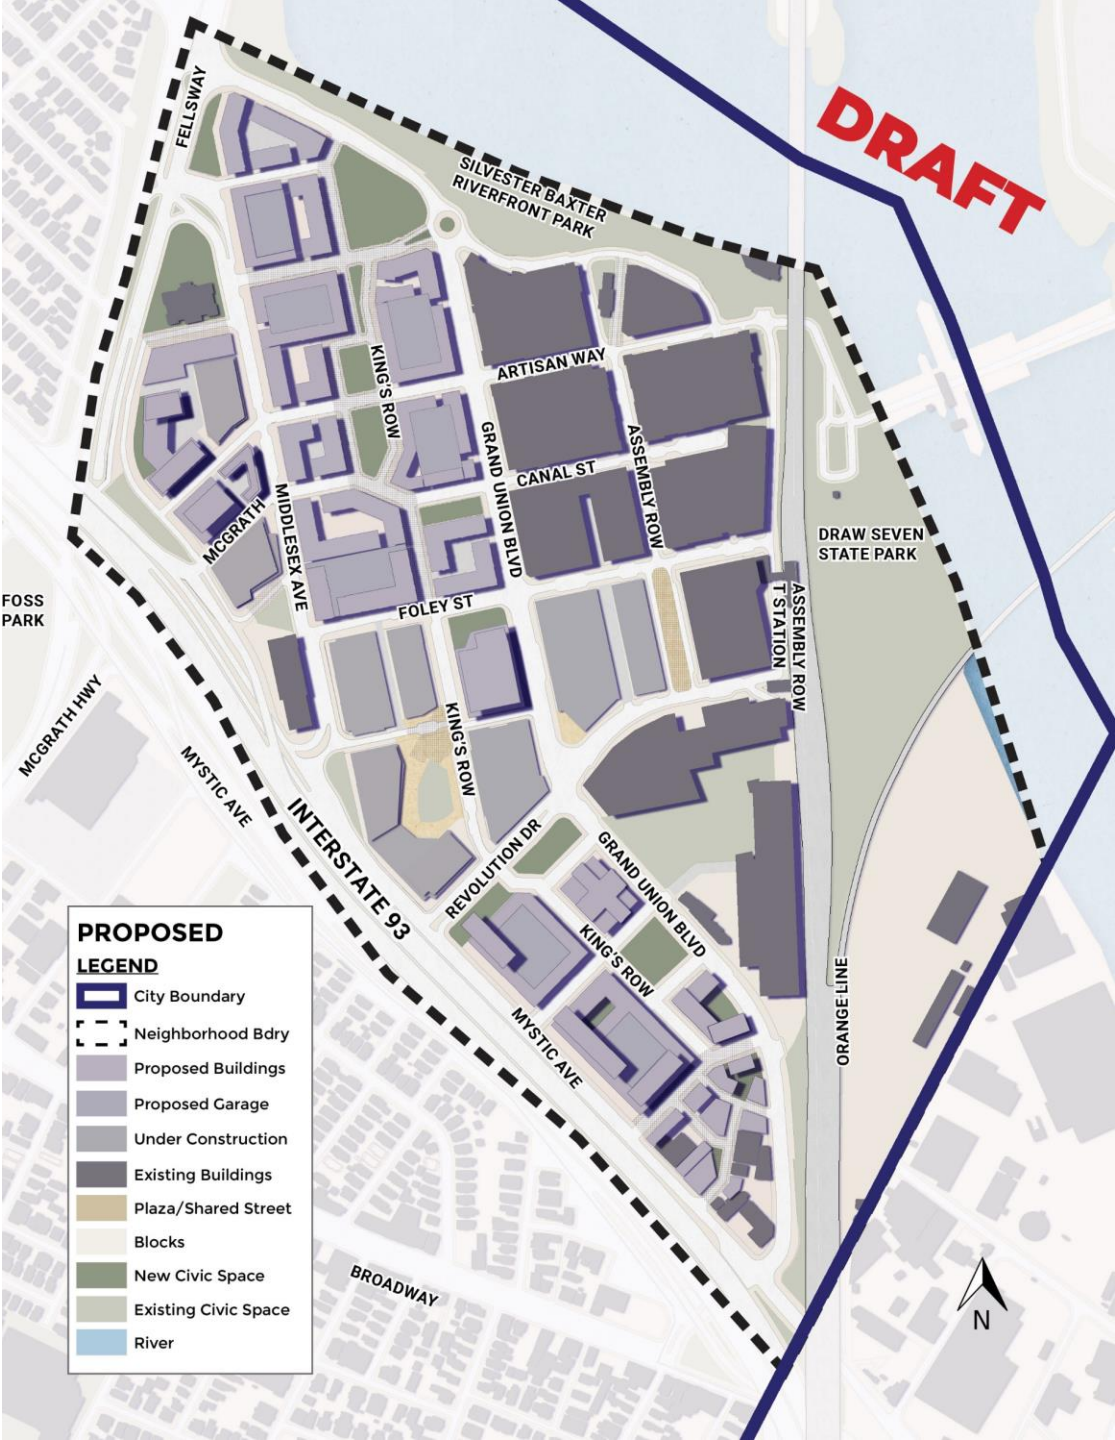 FELLSWAY
DRAFT
SILVESTER BAXTER
RIVERFRONT PARK
ARTISAN WAY
KING'S ROW
GRAND UNION BLVD
ASSEMBLY ROW
CANAL ST
MCGRATH
MIDDLESEX AVE
DRAW SEVEN
STATE PARK
FOSS
PARK
FOLEY ST
ASSEMBLY ROW
T STATION
MCGRATH HWY
MYSTIC AVE
KING'S ROW
INTERSTATE 93
REVOLUTION DR
GRAND UNION BLVD
KING'S ROW
MYSTIC AVE
ORANGE LINE
BROADWAY
PROPOSED
LEGEND
City Boundary
Neighborhood Bdry
Proposed Buildings
Proposed Garage
Under Construction
Existing Buildings
Plaza/Shared Street
Blocks
New Civic Space
Existing Civic Space
River
N